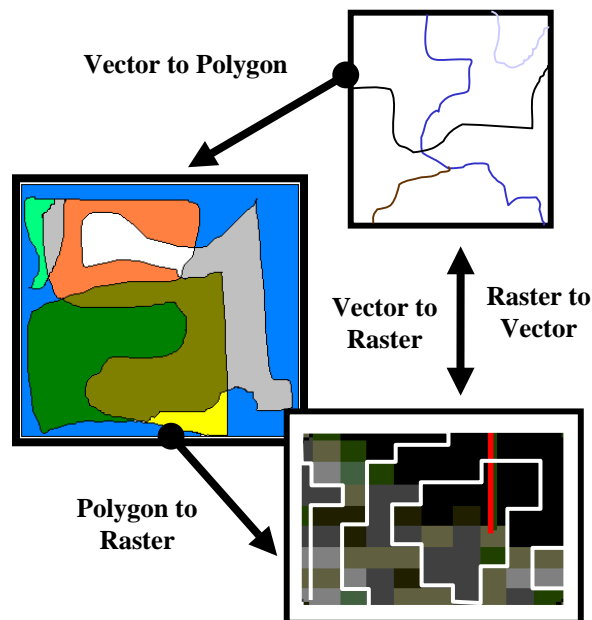 Vector to Polygon
Vector to
Raster
Raster to
Vector
Polygon to
Raster